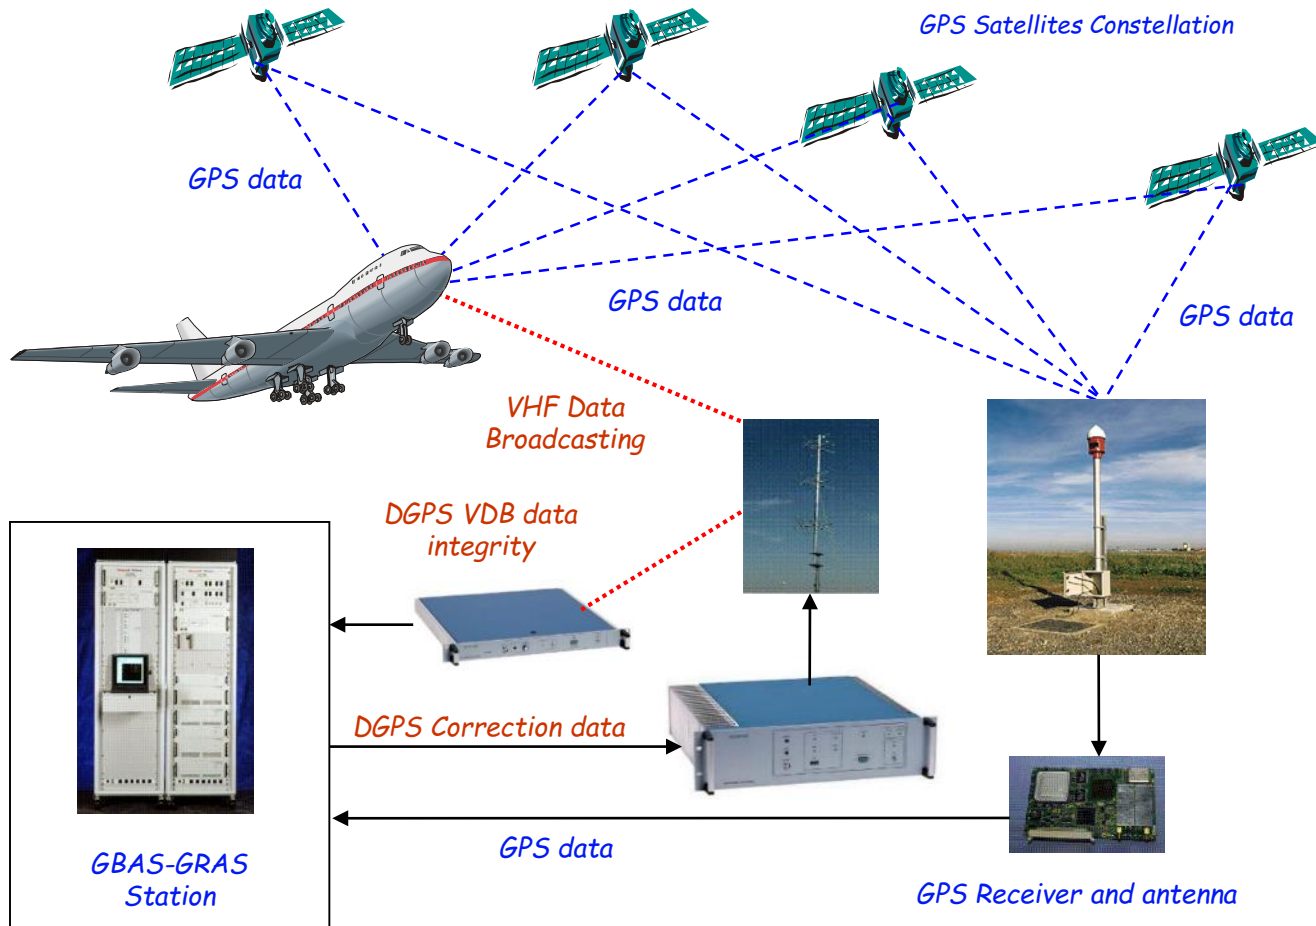 GPS Satellites Constellation
GPS data
GPS data
GPS data
VHF Data
Broadcasting
DGPS VDB data
integrity
DGPS Correction data
GPS data
GBAS-GRAS
Station
GPS Receiver and antenna